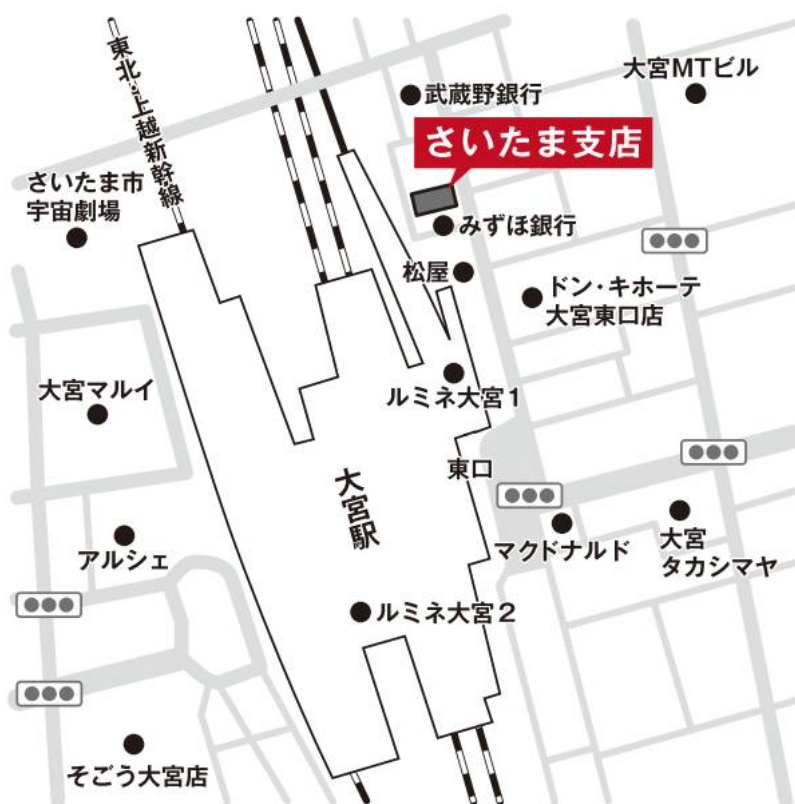 東北・上越新幹線
武蔵野銀行
大宮MTビル
さいたま支店
さいたま市
宇宙劇場
みずほ銀行
松屋
ドン・キホーテ
大宮東口店
大宮マルイ
ルミネ大宮1
東口
大宮駅
アルシェ
マクドナルド
大宮
タカシマヤ
ルミネ大宮2
そごう大宮店